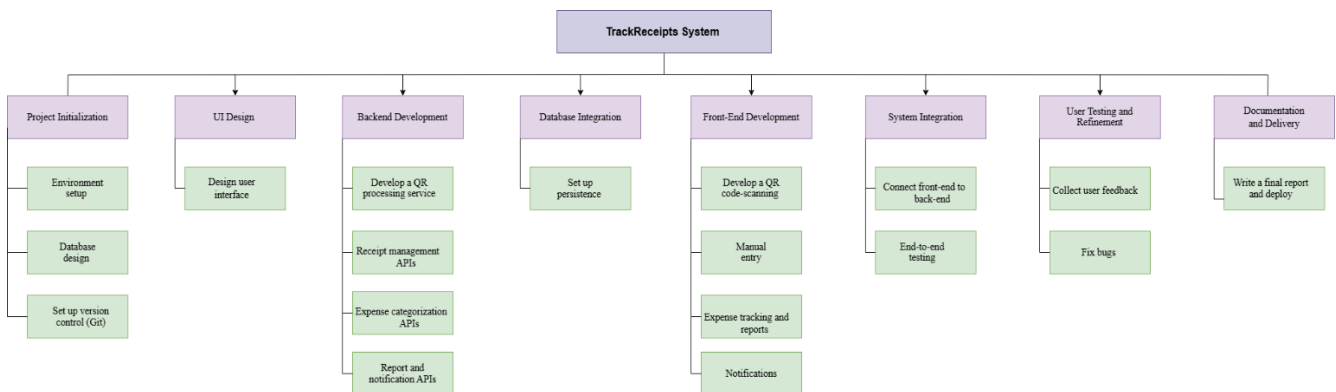 TrackReceipts System
Project Initialization
UI Design
Backend Development
Database Integration
Front-End Development
System Integration
User Testing and
Refinement
Documentation
and Delivery
Environment
setup
Database
design
Set up version
control (Git)
Design user
interface
Develop a QR
processing service
Receipt management
APIs
Expense categorization
APIs
Report and
notification APIs
Set up
persistence
Develop a QR
code-scanning
Manual
entry
Expense tracking and
reports
Notifications
Connect front-end to
back-end
End-to-end
testing
Collect user feedback
Fix bugs
Write a final report
and deploy